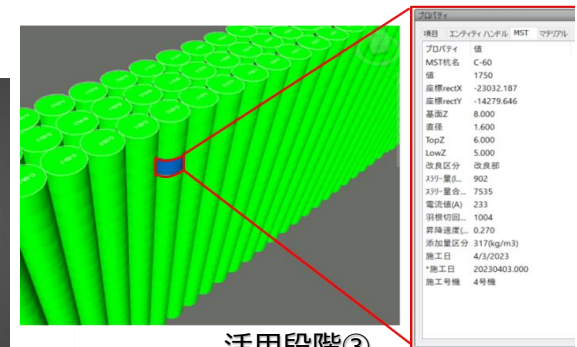 プロパティ
項目 エンティティ ハンドル MST マテリアル
プロパティ 値
MST杭名 C-60
値 1750
座標rectX -23032.187
座標rectY -14279.646
基面Z 8.000
直径 1.600
TopZ 6.000
LowZ 5.000
改良区分 改良部
ｽﾗﾘｰ量(L... 902
ｽﾗﾘｰ量合... 7535
電流値(A) 233
羽根切回... 1004
昇降速度(... 0.270
添加量区分 317(kg/m3)
施工日 4/3/2023
*施工日 20230403.000
施工号機 4号機
活用段階③